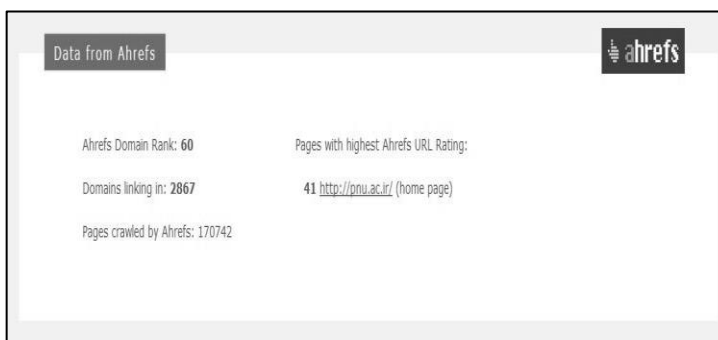 Data from Ahrefs
ahrefs
Ahrefs Domain Rank: 60
Pages with highest Ahrefs URL Rating:
Domains linking in: 2867
41 http://pnu.ac.ir/ (home page)
Pages crawled by Ahrefs: 170742